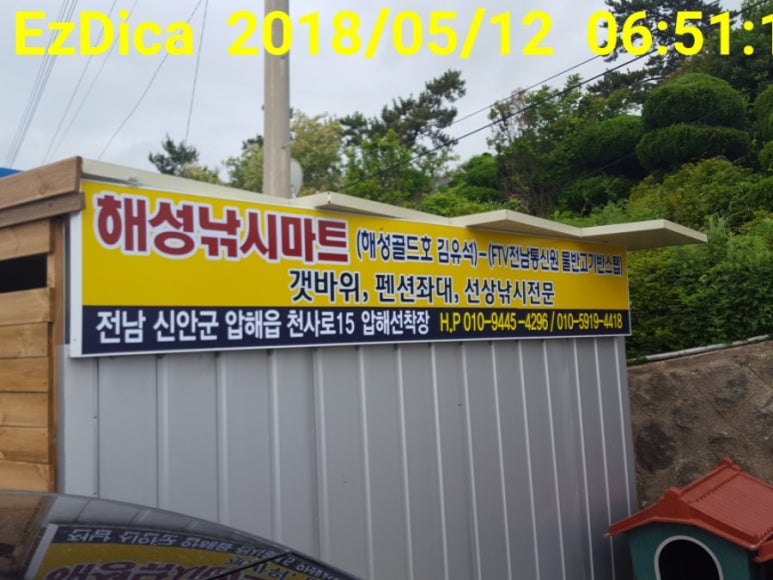 EzDica 2018/05/12 06:51:1
해성낚시마트 (해성골드호 김유석)-(FTV전남통신원 물반고기반스텝)
갯바위, 펜션좌대, 선상낚시전문
전남 신안군 압해읍 천사로15 압해선착장 H.P 010-9445-4296 / 010-5919-4418